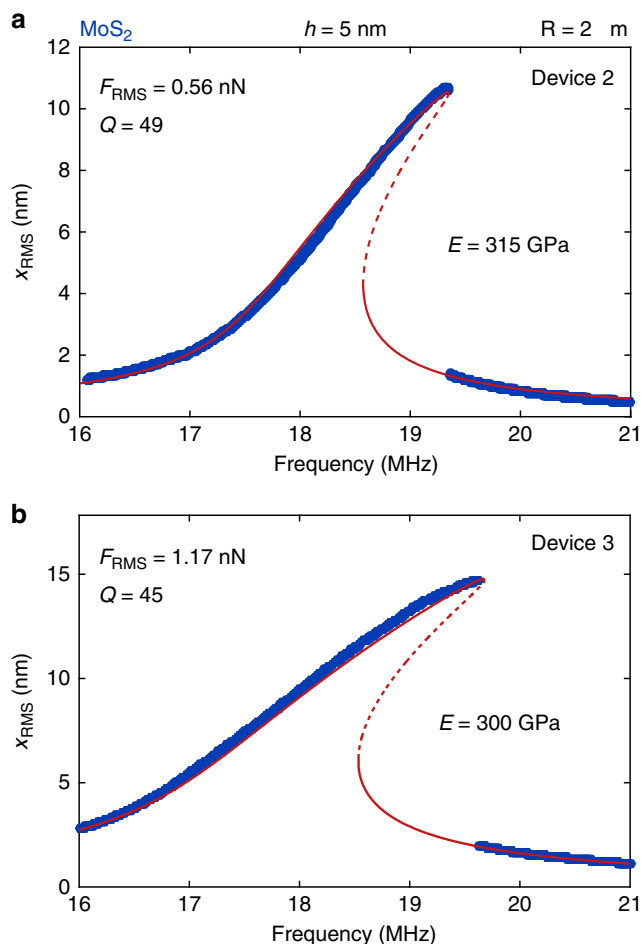 a
MoS₂ h = 5 nm R = 2 m
F_RMS = 0.56 nN
Device 2
Q = 49
E = 315 GPa
x_RMS (nm)
12
10
8
6
4
2
0
16 17 18 19 20 21
Frequency (MHz)
b
F_RMS = 1.17 nN
Device 3
Q = 45
E = 300 GPa
x_RMS (nm)
15
10
5
0
16 17 18 19 20 21
Frequency (MHz)